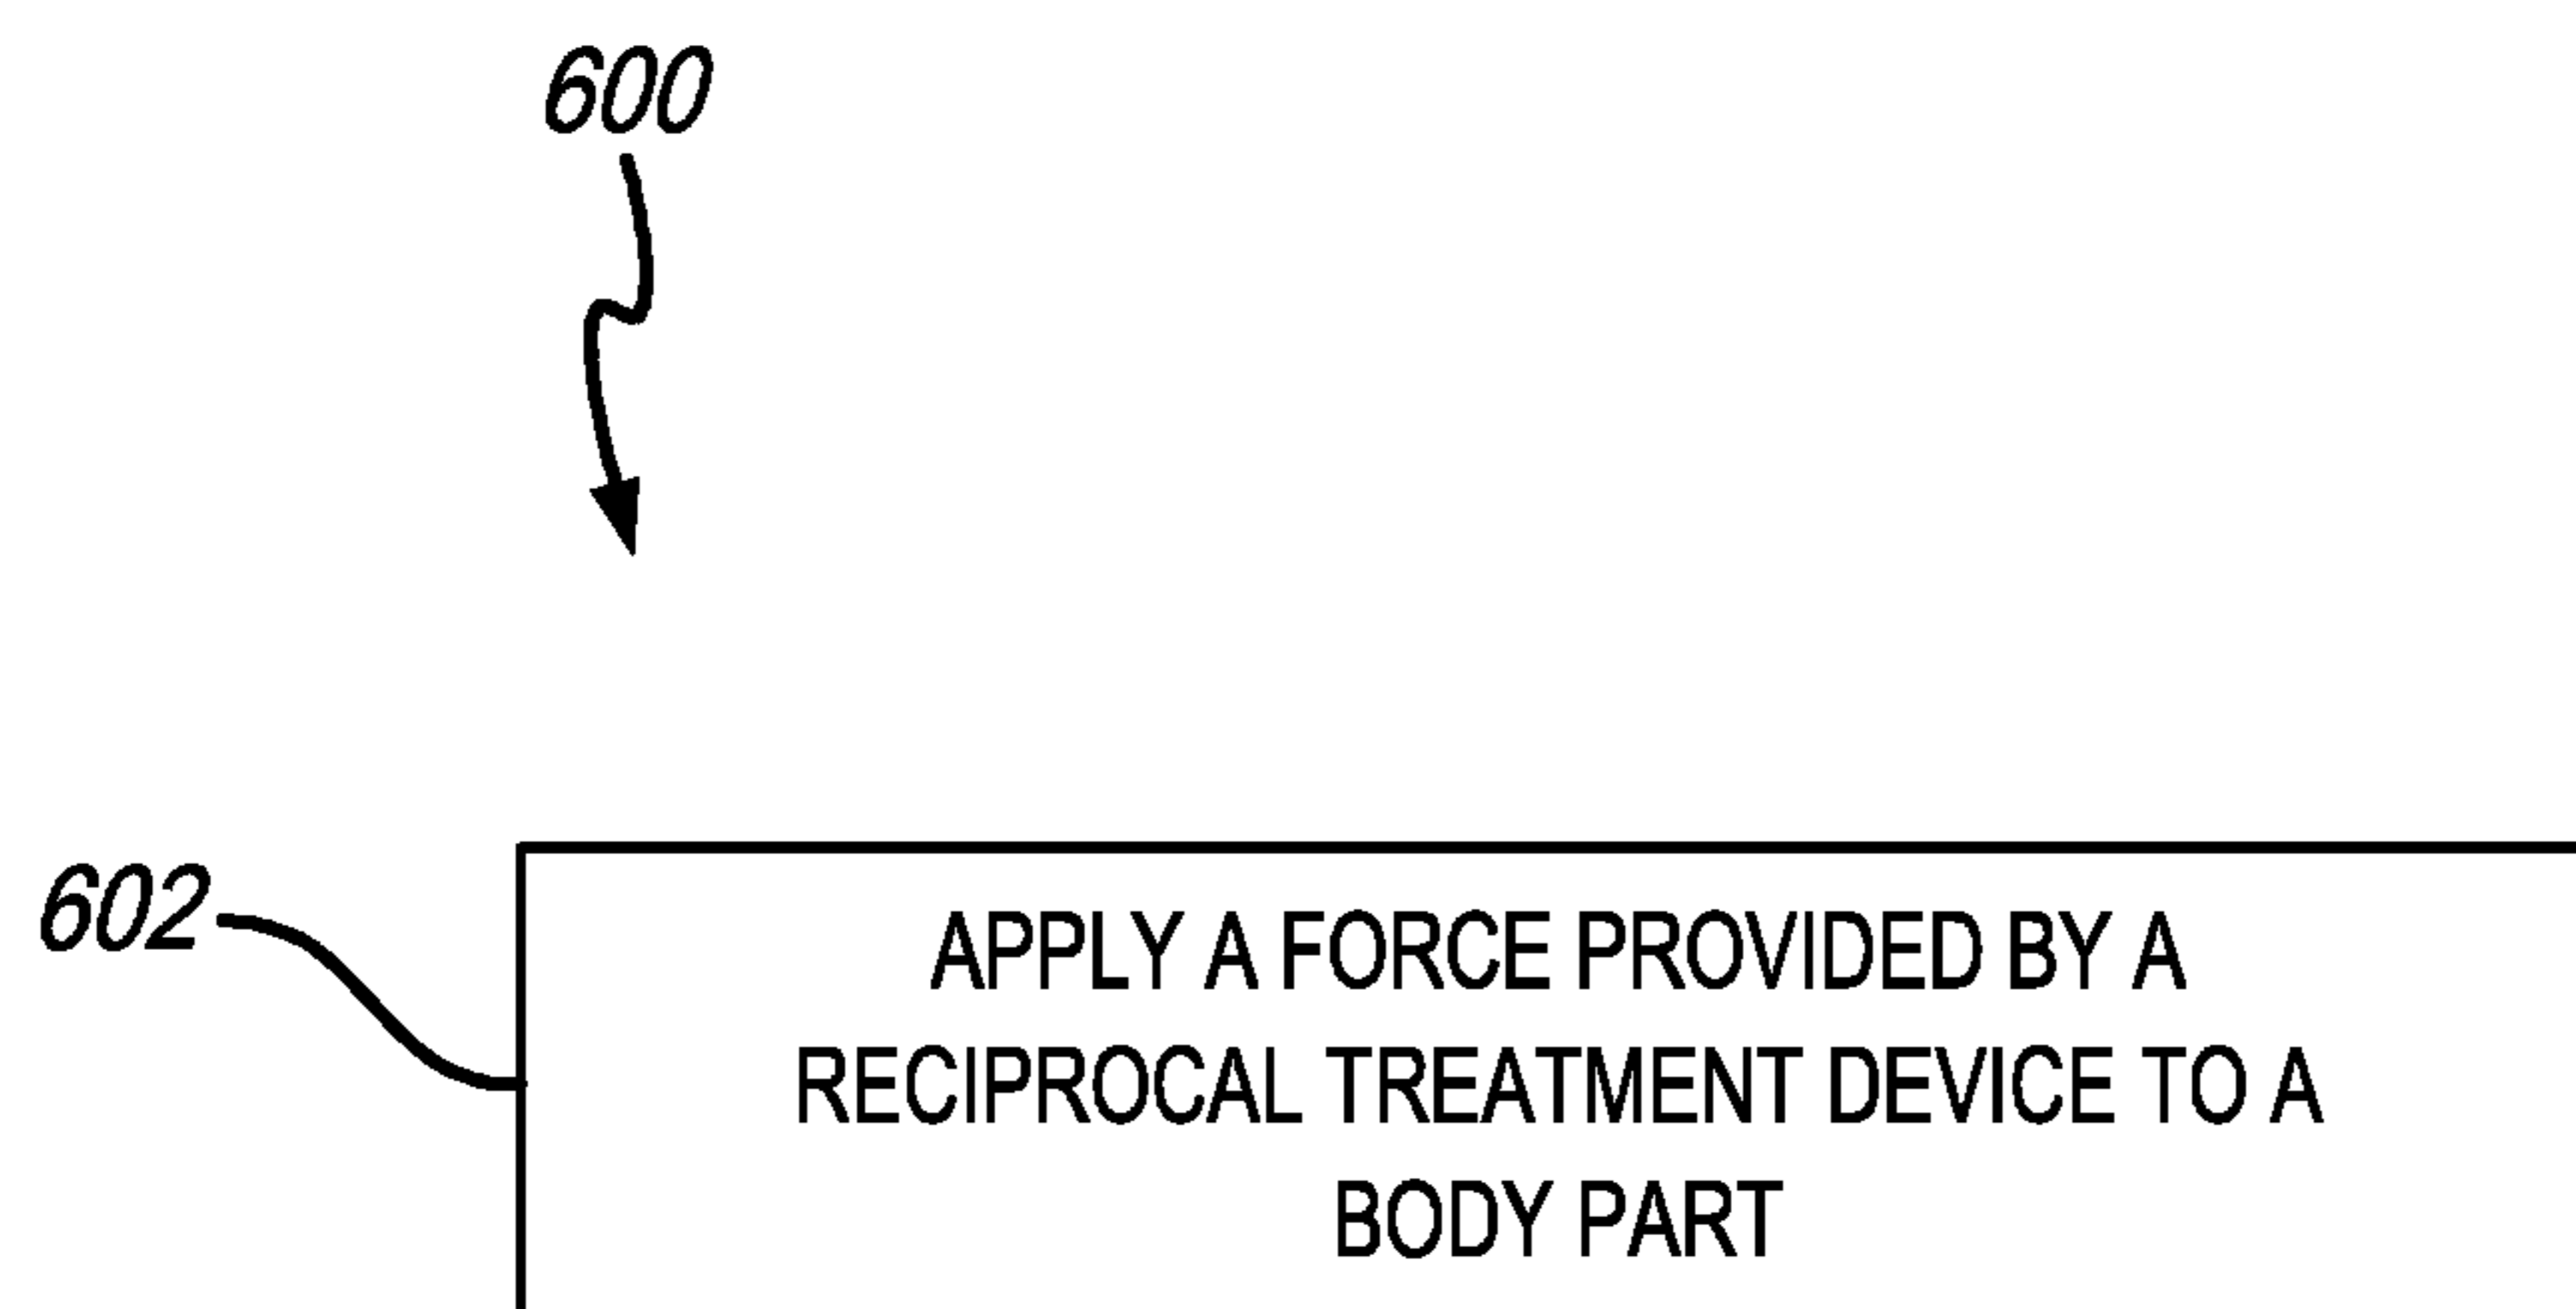 600
602
APPLY A FORCE PROVIDED BY A
RECIPROCAL TREATMENT DEVICE TO A
BODY PART